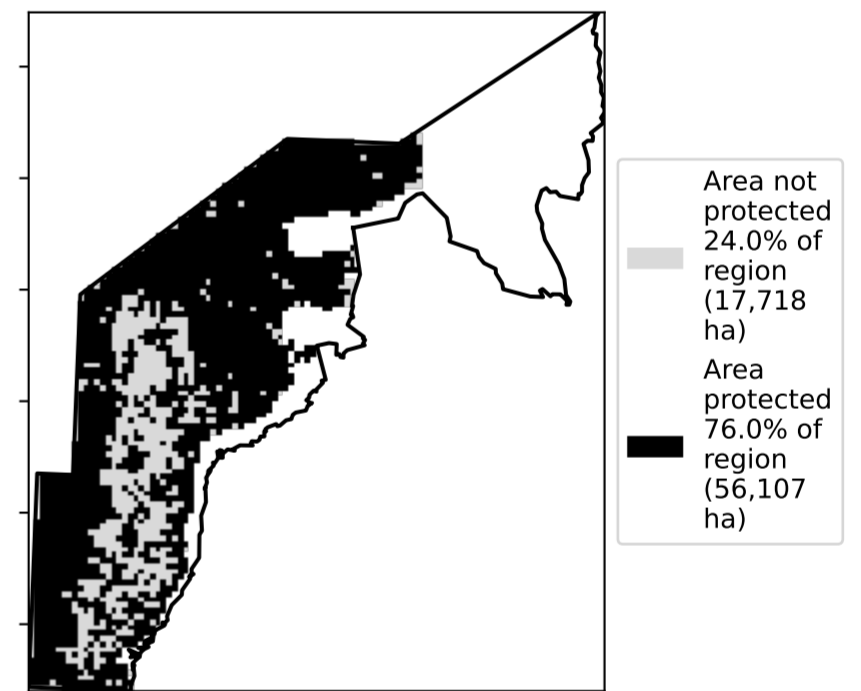 Area not
protected
24.0% of
region
(17,718
ha)
Area
protected
76.0% of
region
(56,107
ha)